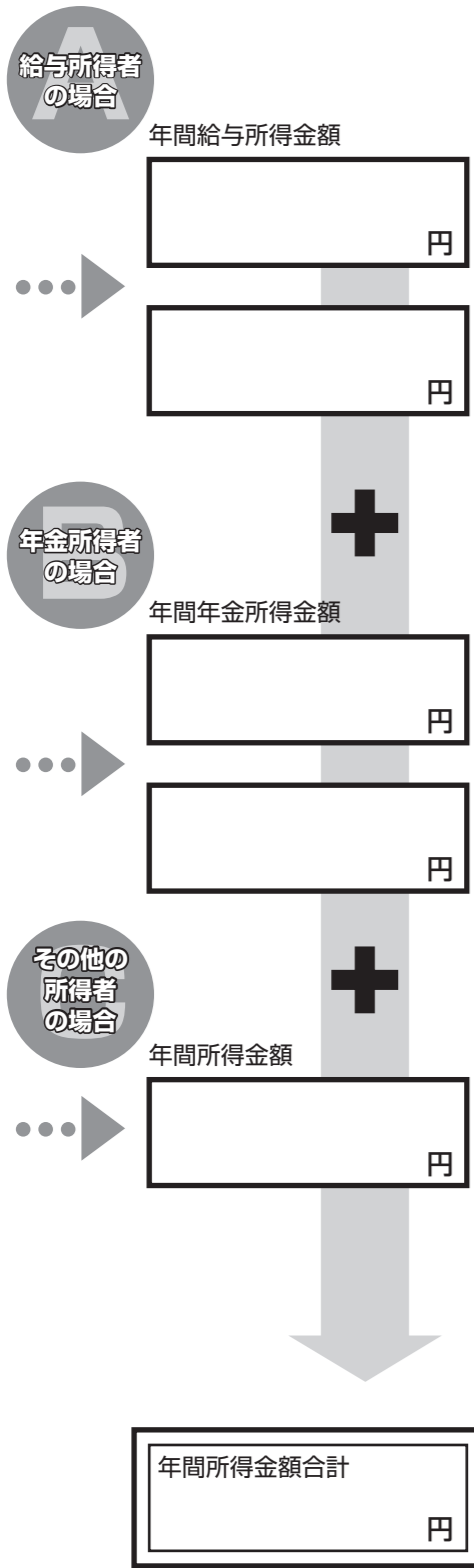 A
給与所得者
の場合
年間給与所得金額
円
円
+
B
年金所得者
の場合
年間年金所得金額
円
円
+
C
その他の
所得者
の場合
年間所得金額
円
年間所得金額合計
円